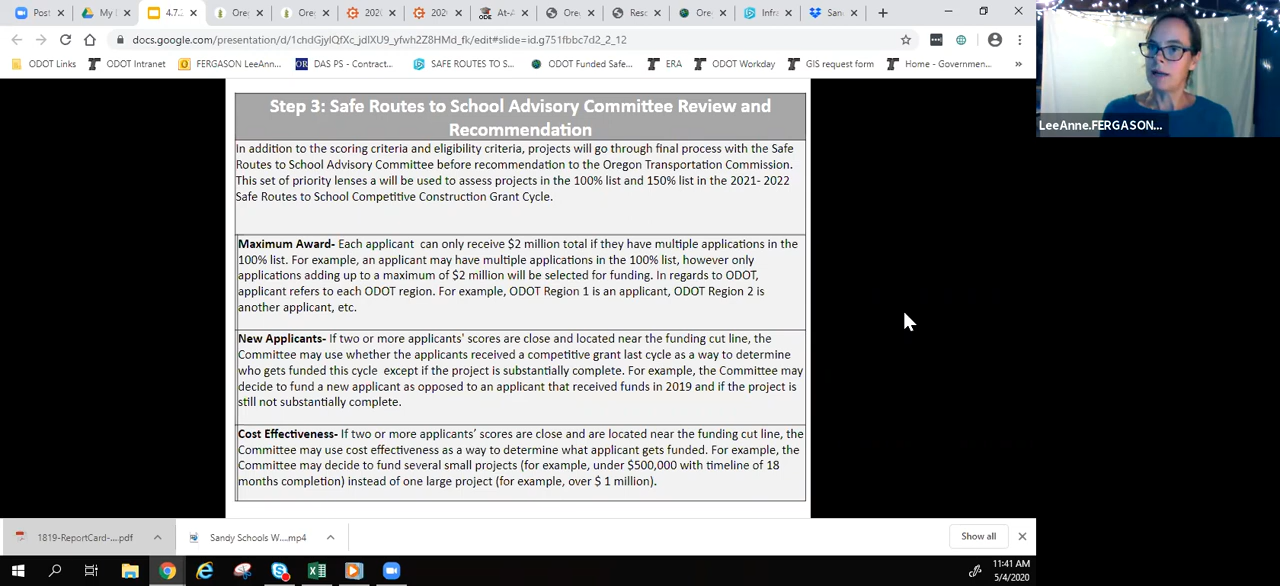 Post
My
4.7.
Ore
Ore
202
202
ODE
At-A
Ore
Res
Ore
Infra
San
docs.google.com/presentation/d/1chdGjylQfXc_jdlXU9_yfwh2Z8HMd_fk/edit#slide=id.g751fbbc7d2_2_12
ODOT Links
ODOT Intranet
FERGASON LeeAnn...
DAS PS - Contract...
SAFE ROUTES TO S...
ODOT Funded Safe...
ERA
ODOT Workday
GIS request form
Home - Governmen...
»
LeeAnne.FERGASON...
Step 3: Safe Routes to School Advisory Committee Review and
Recommendation
In addition to the scoring criteria and eligibility criteria, projects will go through final process with the Safe
Routes to School Advisory Committee before recommendation to the Oregon Transportation Commission.
This set of priority lenses a will be used to assess projects in the 100% list and 150% list in the 2021- 2022
Safe Routes to School Competitive Construction Grant Cycle.
Maximum Award- Each applicant can only receive $2 million total if they have multiple applications in the
100% list. For example, an applicant may have multiple applications in the 100% list, however only
applications adding up to a maximum of $2 million will be selected for funding. In regards to ODOT,
applicant refers to each ODOT region. For example, ODOT Region 1 is an applicant, ODOT Region 2 is
another applicant, etc.
New Applicants- If two or more applicants' scores are close and located near the funding cut line, the
Committee may use whether the applicants received a competitive grant last cycle as a way to determine
who gets funded this cycle except if the project is substantially complete. For example, the Committee may
decide to fund a new applicant as opposed to an applicant that received funds in 2019 and if the project is
still not substantially complete.
Cost Effectiveness- If two or more applicants' scores are close and are located near the funding cut line, the
Committee may use cost effectiveness as a way to determine what applicant gets funded. For example, the
Committee may decide to fund several small projects (for example, under $500,000 with timeline of 18
months completion) instead of one large project (for example, over $ 1 million).
1819-ReportCard-....pdf
Sandy Schools W....mp4
Show all
11:41 AM
5/4/2020